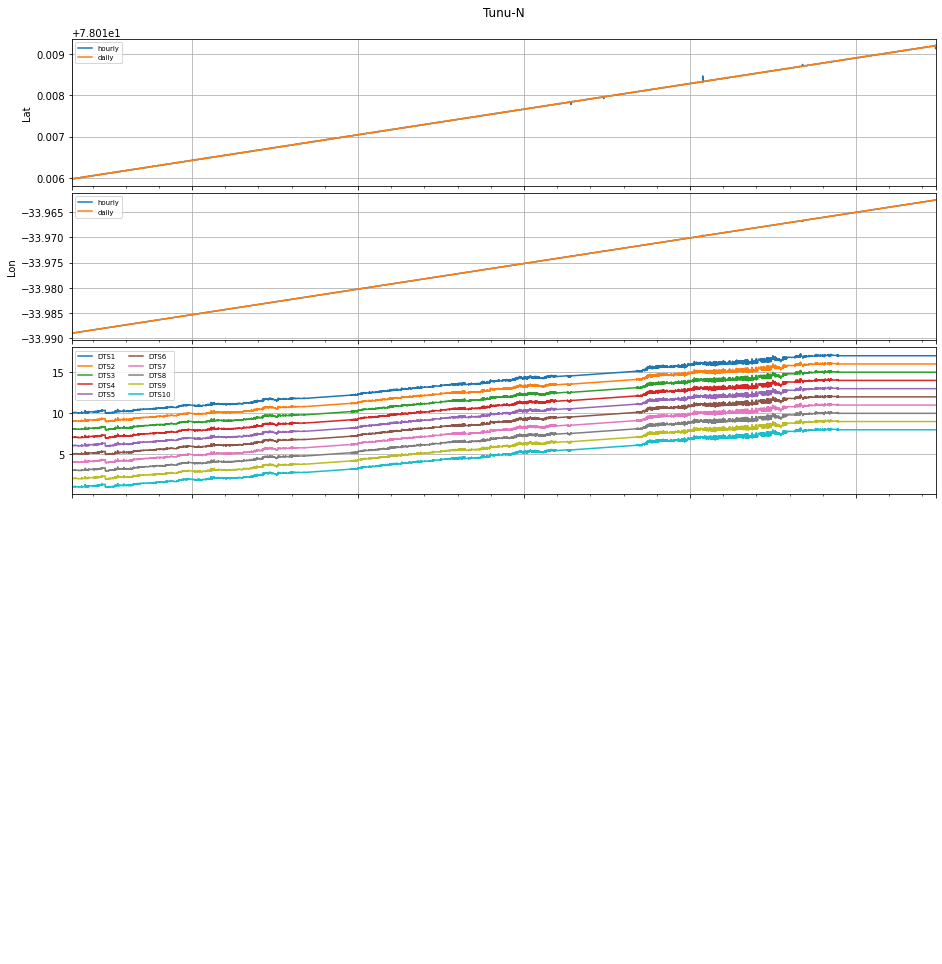 Tunu-N
+7.801e1
hourly
daily
0.009
0.008
0.007
0.006
Lat
hourly
daily
−33.965
−33.970
−33.975
−33.980
−33.985
−33.990
Lon
DTS1 DTS6
DTS2 DTS7
DTS3 DTS8
DTS4 DTS9
DTS5 DTS10
15
10
5